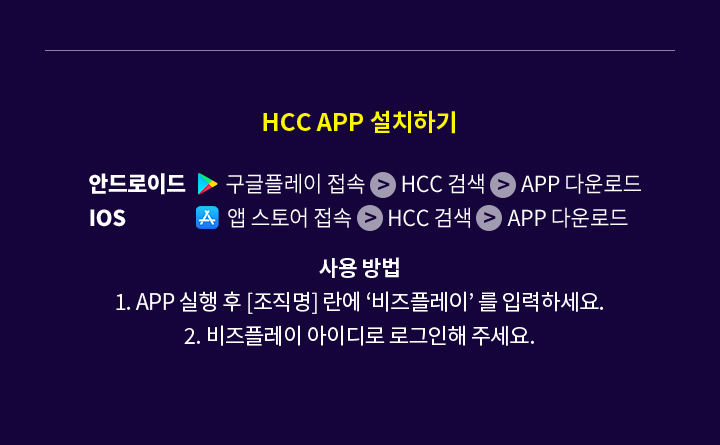 HCC APP 설치하기
안드로이드 구글플레이 접속 > HCC 검색 > APP 다운로드
IOS 앱 스토어 접속 > HCC 검색 > APP 다운로드
사용 방법
1. APP 실행 후 [조직명] 란에 ‘비즈플레이’ 를 입력하세요.
2. 비즈플레이 아이디로 로그인해 주세요.